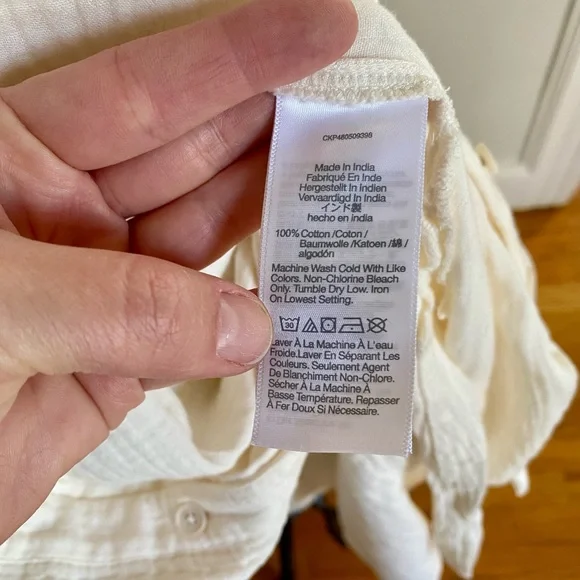 CKP480509398
Made In India
Fabriqué En Inde
Hergestellt In Indien
Vervaardigd In India
インド製
hecho en india
100% Cotton /Coton/
Baumwolle /Katoen /綿/
algodón
Machine Wash Cold With Like
Colors. Non-Chlorine Bleach
Only. Tumble Dry Low. Iron
On Lowest Setting.
30
Laver À La Machine À L'eau
Froide.Laver En Séparant Les
Couleurs. Seulement Agent
De Blanchiment Non-Chlore.
Sécher À La Machine À
Basse Température. Repasser
À Fer Doux Si Nécessaire.